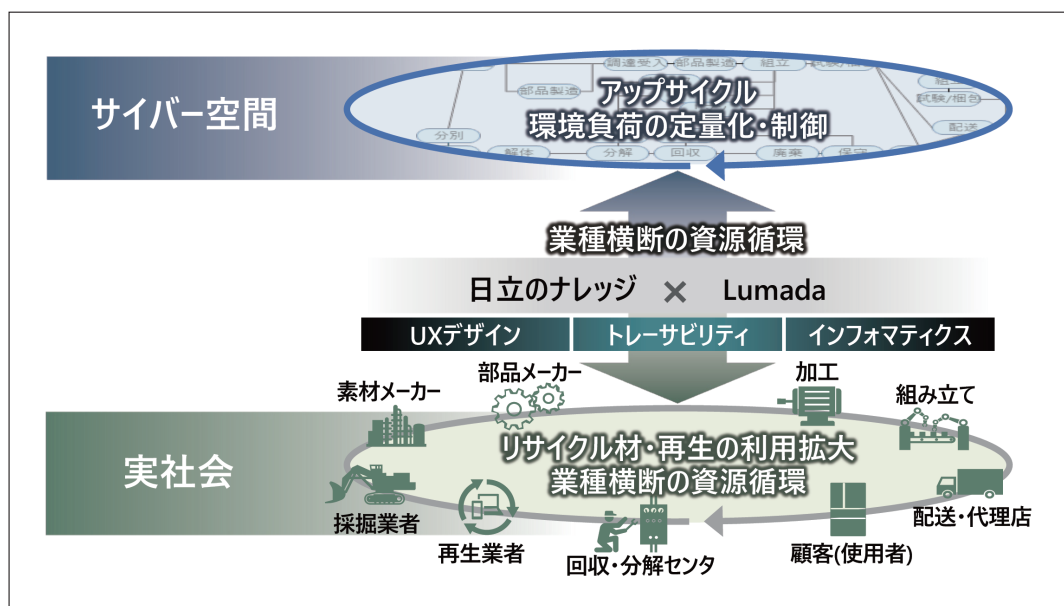 調達受入 部品製造 組立
部品製造
アップサイクル
試験/梱包
サイバー空間
環境負荷の定量化・制御
配送
分別
解体 分解 回収 廃棄 保守
業種横断の資源循環
日立のナレッジ × Lumada
UXデザイン トレーサビリティ インフォマティクス
部品メーカー 加工
素材メーカー 組み立て
リサイクル材・再生の利用拡大
実社会
業種横断の資源循環
採掘業者 配送・代理店
再生業者 回収・分解センタ 顧客(使用者)